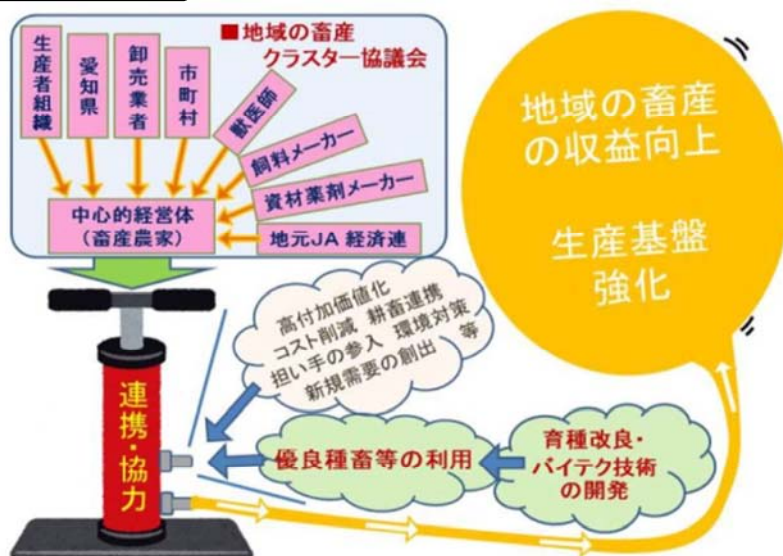 ■地域の畜産
クラスター協議会
生産者組織
愛知県
卸売業者
市町村
獣医師
飼料メーカー
資材薬剤メーカー
地元JA 経済連
中心的経営体
(畜産農家)
地域の畜産
の収益向上
生産基盤
強化
高付加価値化
コスト削減 耕畜連携
担い手の参入 環境対策
新規需要の創出 等
連携・協力
優良種畜等の利用
育種改良・
バイテク技術
の開発